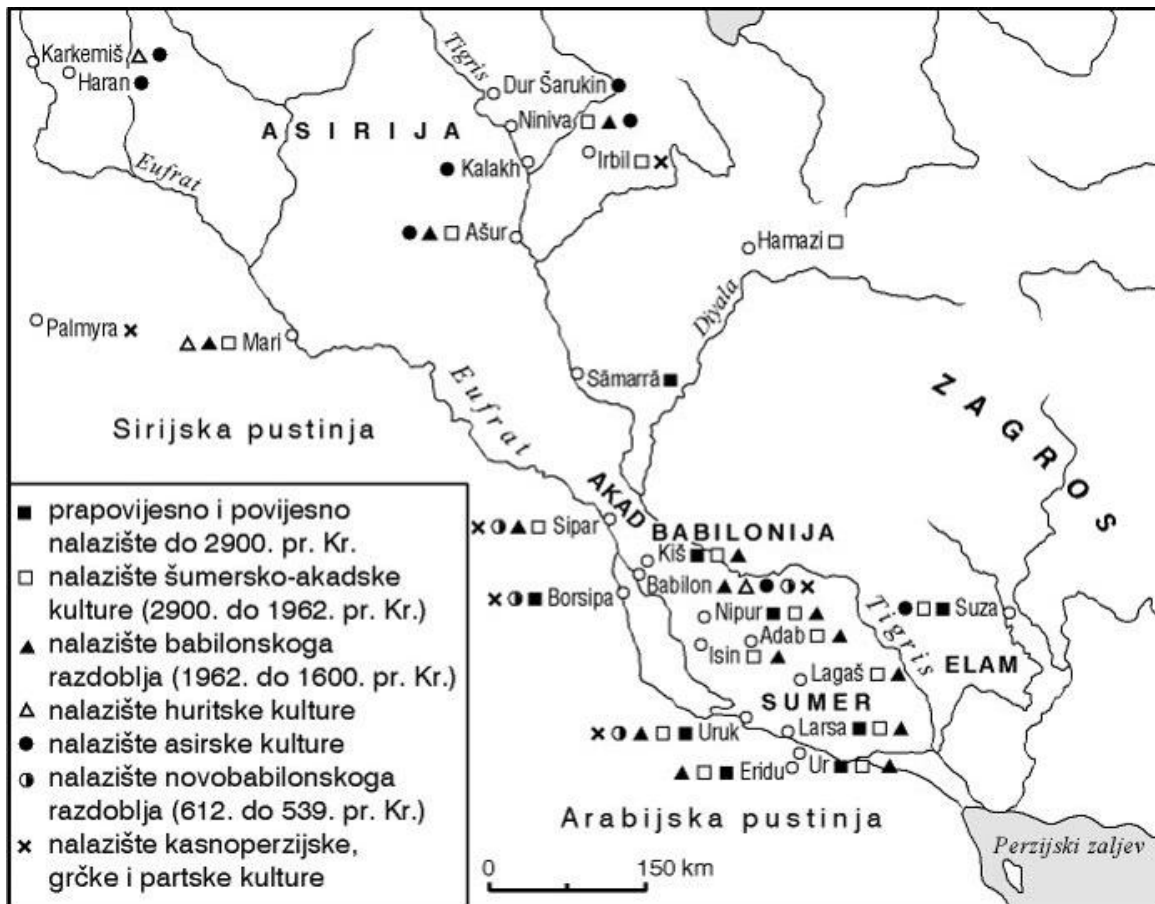 Karkemiš
Haran
Tigris
Dur Šarukin
Niniva
ASIRIJA
Irbil
Kalakh
Eufrat
Ašur
Hamazi
Diyala
Palmyra
Mari
Sāmarrā
Eufrat
ZAGROS
Sirijska pustinja
AKAD
Sipar
BABILONIJA
Kiš
Babilon
Borsipa
Nipur
Tigris
Suza
Adab
Isin
ELAM
Lagaš
SUMER
Uruk
Larsa
Eridu
Ur
Arabijska pustinja
Perzijski zaljev
0 150 km
prapovijesno i povijesno
nalazište do 2900. pr. Kr.
nalazište šumersko-akadske
kulture (2900. do 1962. pr. Kr.)
nalazište babilonskoga
razdoblja (1962. do 1600. pr. Kr.)
nalazište huritske kulture
nalazište asirske kulture
nalazište novobabilonskoga
razdoblja (612. do 539. pr. Kr.)
nalazište kasnoperzijske,
grčke i partske kulture